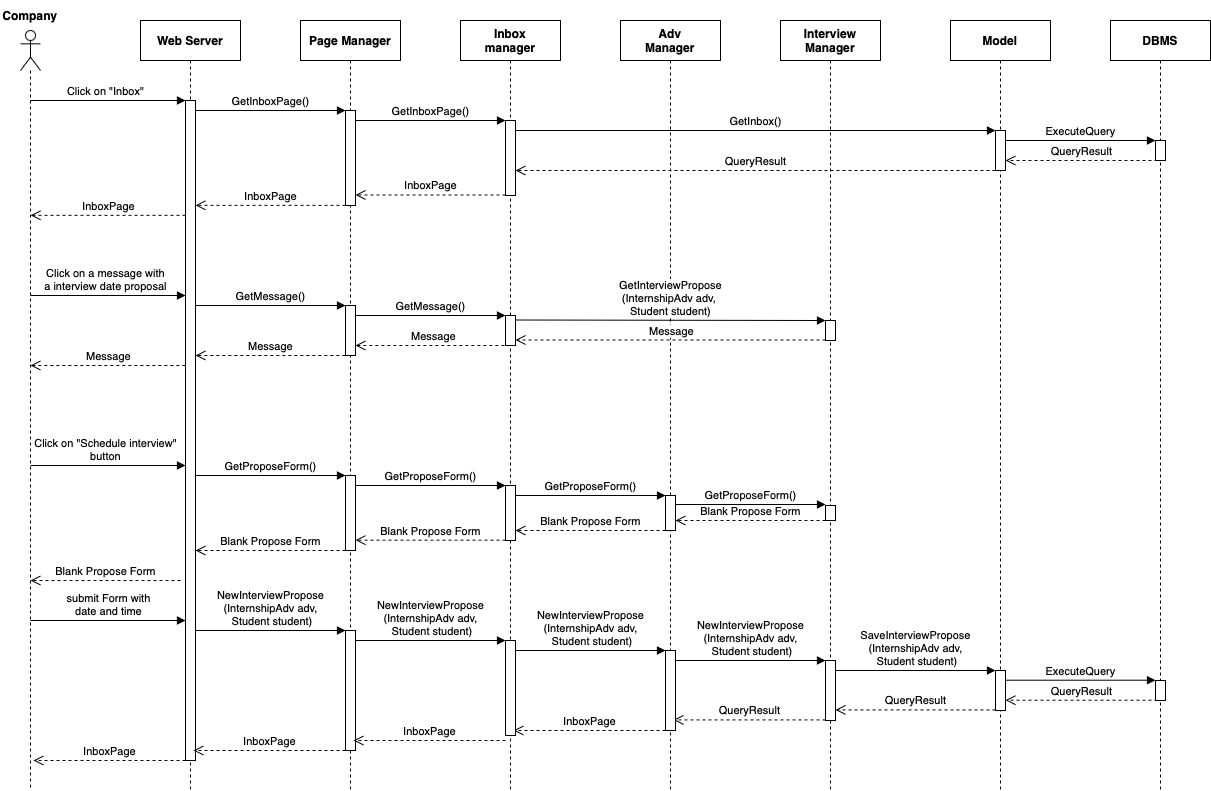 Company
Web Server
Page Manager
Inbox
manager
Adv
Manager
Interview
Manager
Model
DBMS
Click on "Inbox"
GetInboxPage()
GetInboxPage()
GetInbox()
ExecuteQuery
QueryResult
QueryResult
InboxPage
InboxPage
InboxPage
Click on a message with
a interview date proposal
GetMessage()
GetMessage()
GetInterviewPropose
(InternshipAdv adv,
Student student)
Message
Message
Message
Message
Click on "Schedule interview"
button
GetProposeForm()
GetProposeForm()
GetProposeForm()
GetProposeForm()
Blank Propose Form
Blank Propose Form
Blank Propose Form
Blank Propose Form
Blank Propose Form
submit Form with
date and time
NewInterviewPropose
(InternshipAdv adv,
Student student)
NewInterviewPropose
(InternshipAdv adv,
Student student)
NewInterviewPropose
(InternshipAdv adv,
Student student)
NewInterviewPropose
(InternshipAdv adv,
Student student)
SaveInterviewPropose
(InternshipAdv adv,
Student student)
ExecuteQuery
QueryResult
QueryResult
QueryResult
InboxPage
InboxPage
InboxPage
InboxPage